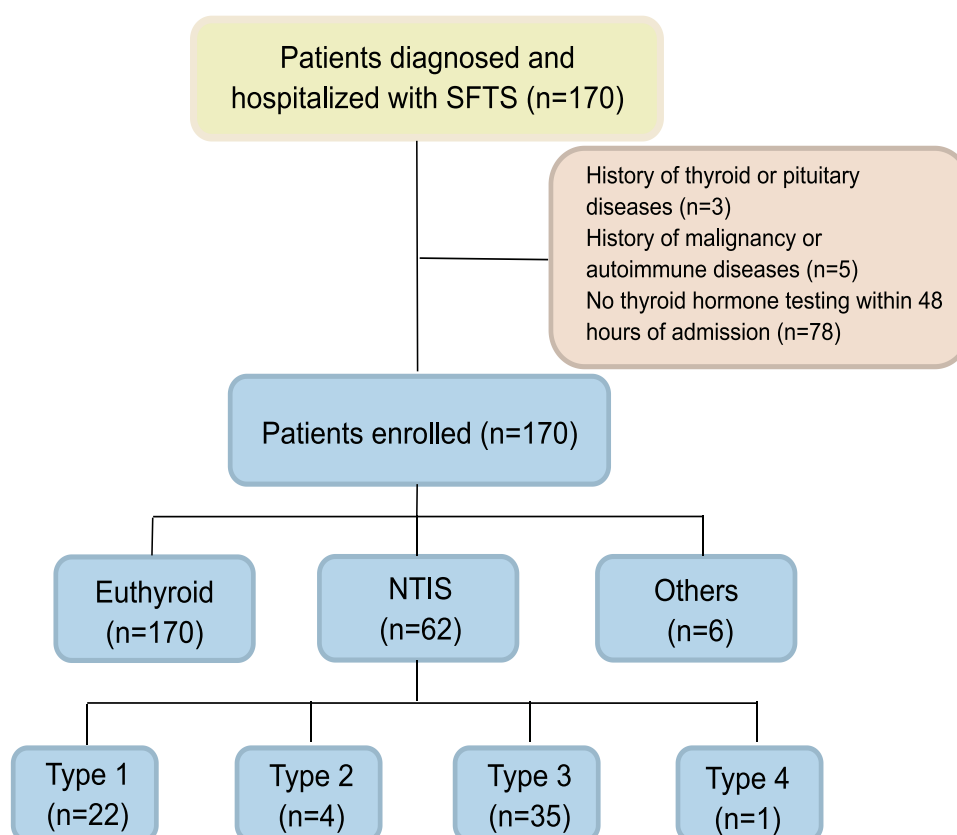 Patients diagnosed and
hospitalized with SFTS (n=170)
History of thyroid or pituitary
diseases (n=3)
History of malignancy or
autoimmune diseases (n=5)
No thyroid hormone testing within 48
hours of admission (n=78)
Patients enrolled (n=170)
Euthyroid
(n=170)
NTIS
(n=62)
Others
(n=6)
Type 1
(n=22)
Type 2
(n=4)
Type 3
(n=35)
Type 4
(n=1)